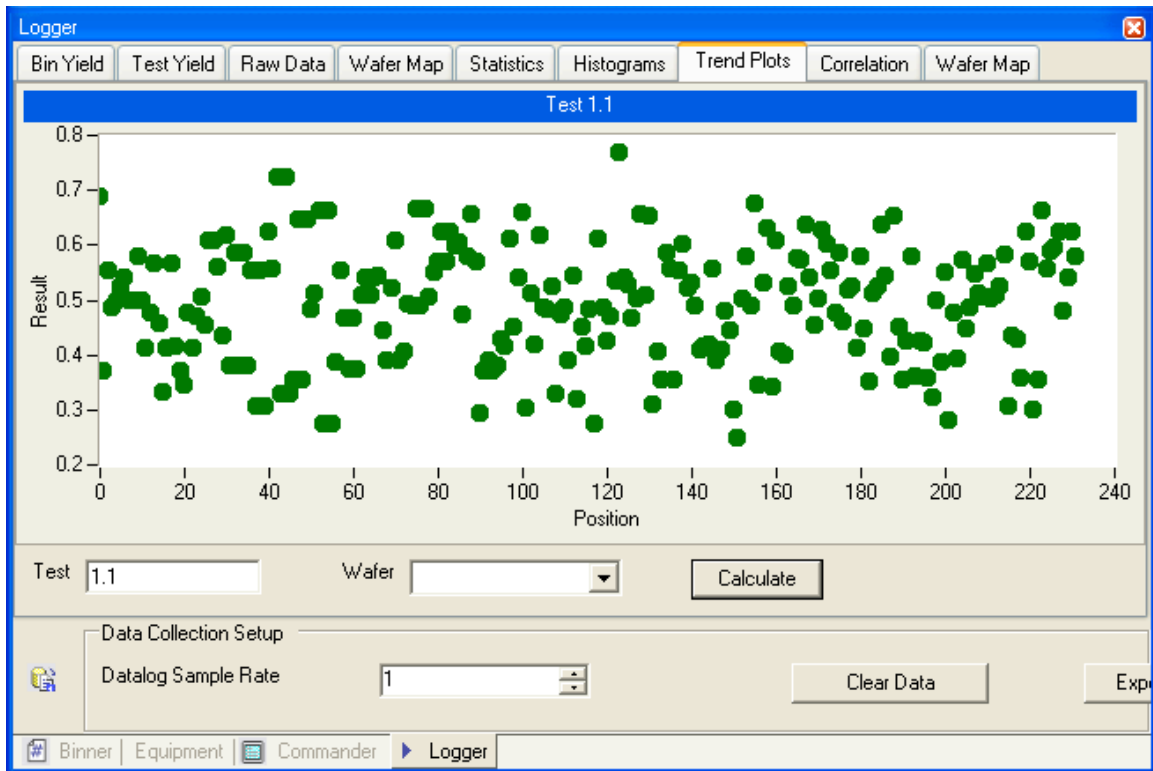 Logger
Bin Yield Test Yield Raw Data Wafer Map Statistics Histograms Trend Plots Correlation Wafer Map
Test 1.1
0.8
0.7
0.6
0.5
0.4
0.3
0.2
Result
0 20 40 60 80 100 120 140 160 180 200 220 240
Position
Test 1.1 Wafer Calculate
Data Collection Setup
Datalog Sample Rate 1 Clear Data Expo
Binner Equipment Commander Logger